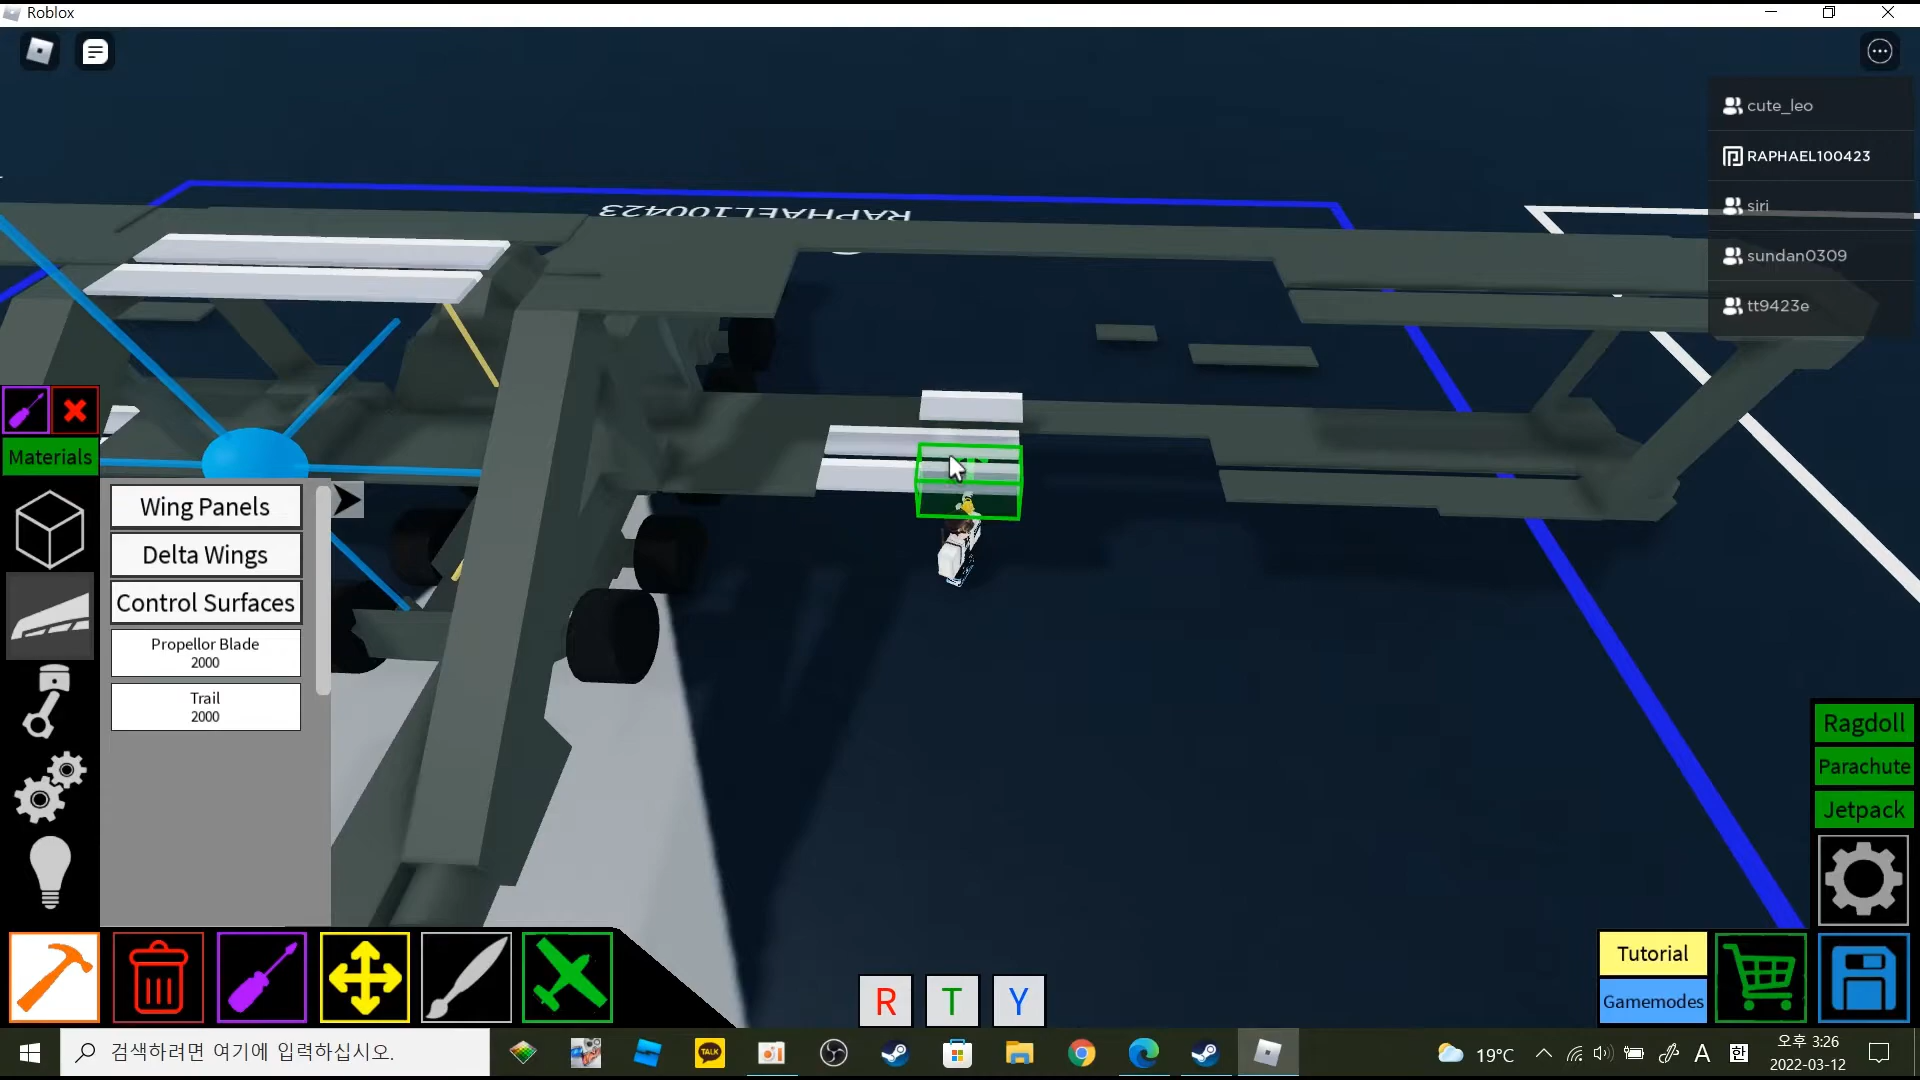 Roblox
cute_leo
RAPHAEL100423
siri
sundan0309
tt9423e
RAPHAEL100423
Materials
Wing Panels
Delta Wings
Control Surfaces
Propellor Blade
2000
Trail
2000
Ragdoll
Parachute
Jetpack
Tutorial
Gamemodes
R T Y
검색하려면 여기에 입력하십시오.
TALK
19°C
A
한
오후 3:26
2022-03-12